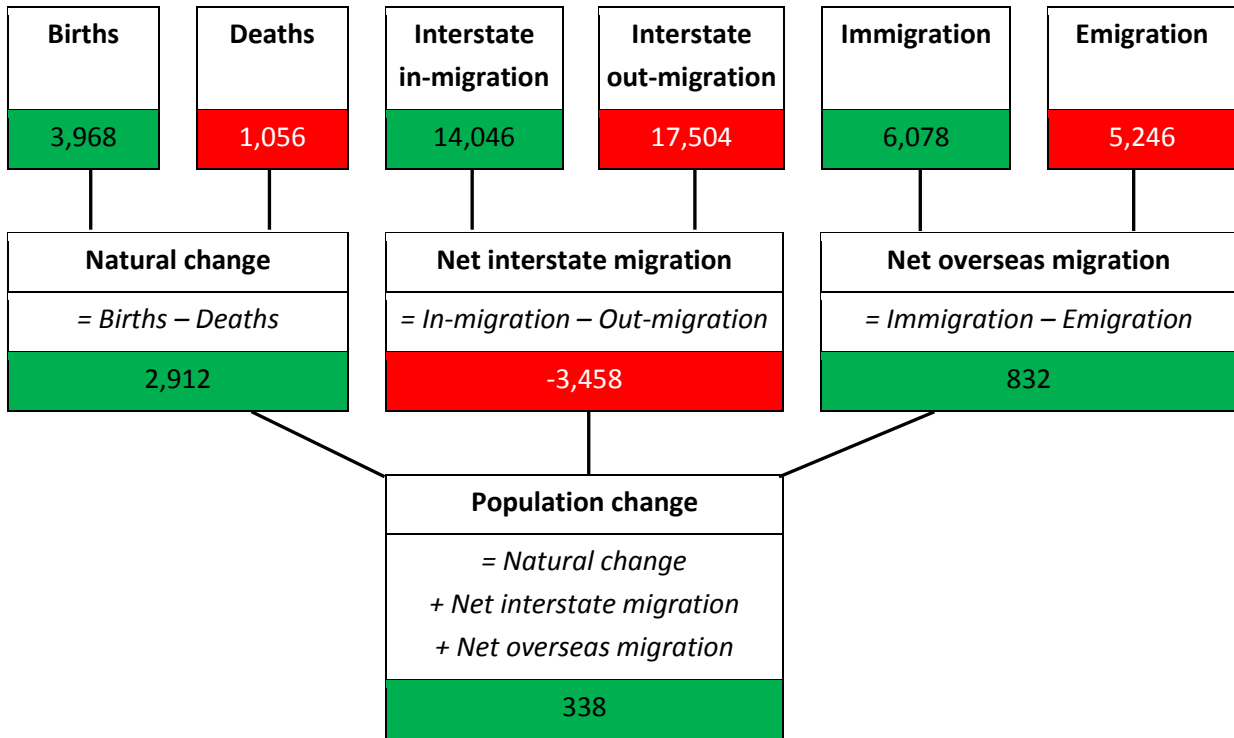 Births
Deaths
Interstate
in-migration
Interstate
out-migration
Immigration
Emigration
3,968
1,056
14,046
17,504
6,078
5,246
Natural change
= Births – Deaths
2,912
Net interstate migration
= In-migration – Out-migration
-3,458
Net overseas migration
= Immigration – Emigration
832
Population change
= Natural change
+ Net interstate migration
+ Net overseas migration
338